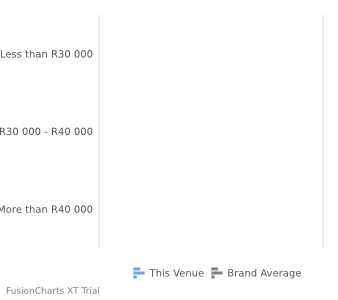 Less than R30 000
R30 000 - R40 000
More than R40 000
This Venue Brand Average
FusionCharts XT Trial